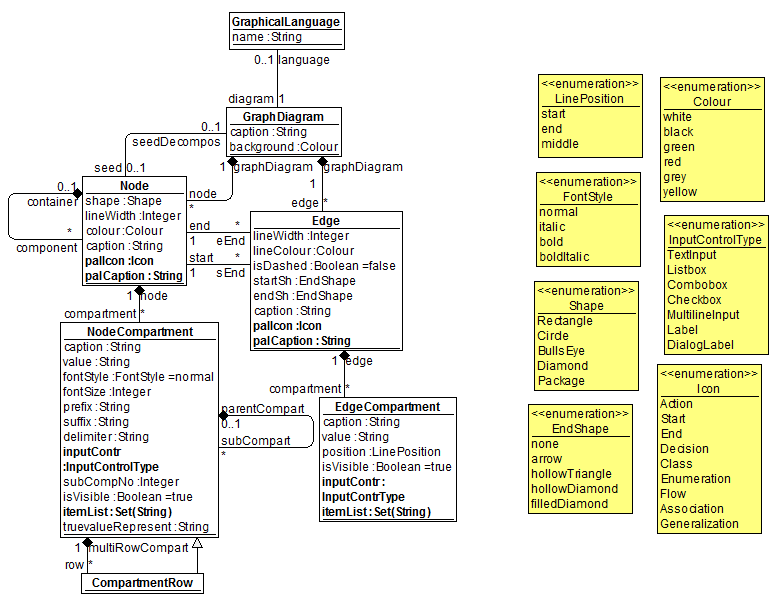 GraphicalLanguage
name :String
0..1 language
diagram 1
GraphDiagram
caption :String
background :Colour
0..1
seedDecompos
seed 0..1
1 graphDiagram
graphDiagram
1
node
*
edge *
0..1
container
*
component
Node
shape :Shape
lineWidth :Integer
colour :Colour
caption :String
palIcon :Icon
palCaption :String
end *
1 eEnd
start *
1 sEnd
Edge
lineWidth :Integer
lineColour :Colour
isDashed :Boolean =false
startSh :EndShape
endSh :EndShape
caption :String
palIcon :Icon
palCaption :String
1 node
compartment *
NodeCompartment
caption :String
value :String
fontStyle :FontStyle =normal
fontSize :Integer
prefix :String
suffix :String
delimiter :String
inputContr
:InputControlType
subCompNo :Integer
isVisible :Boolean =true
itemList :Set(String)
truevalueRepresent :String
parentCompart
0..1
subCompart
*
1 edge
compartment *
EdgeCompartment
caption :String
value :String
position :LinePosition
isVisible :Boolean =true
inputContr :
InputContrType
itemList :Set(String)
1 multiRowCompart
row *
CompartmentRow
<<enumeration>>
LinePosition
start
end
middle
<<enumeration>>
FontStyle
normal
italic
bold
boldItalic
<<enumeration>>
Shape
Rectangle
Circle
BullsEye
Diamond
Package
<<enumeration>>
EndShape
none
arrow
hollowTriangle
hollowDiamond
filledDiamond
<<enumeration>>
Colour
white
black
green
red
grey
yellow
<<enumeration>>
InputControlType
TextInput
Listbox
Combobox
Checkbox
MultilineInput
Label
DialogLabel
<<enumeration>>
Icon
Action
Start
End
Decision
Class
Enumeration
Flow
Association
Generalization